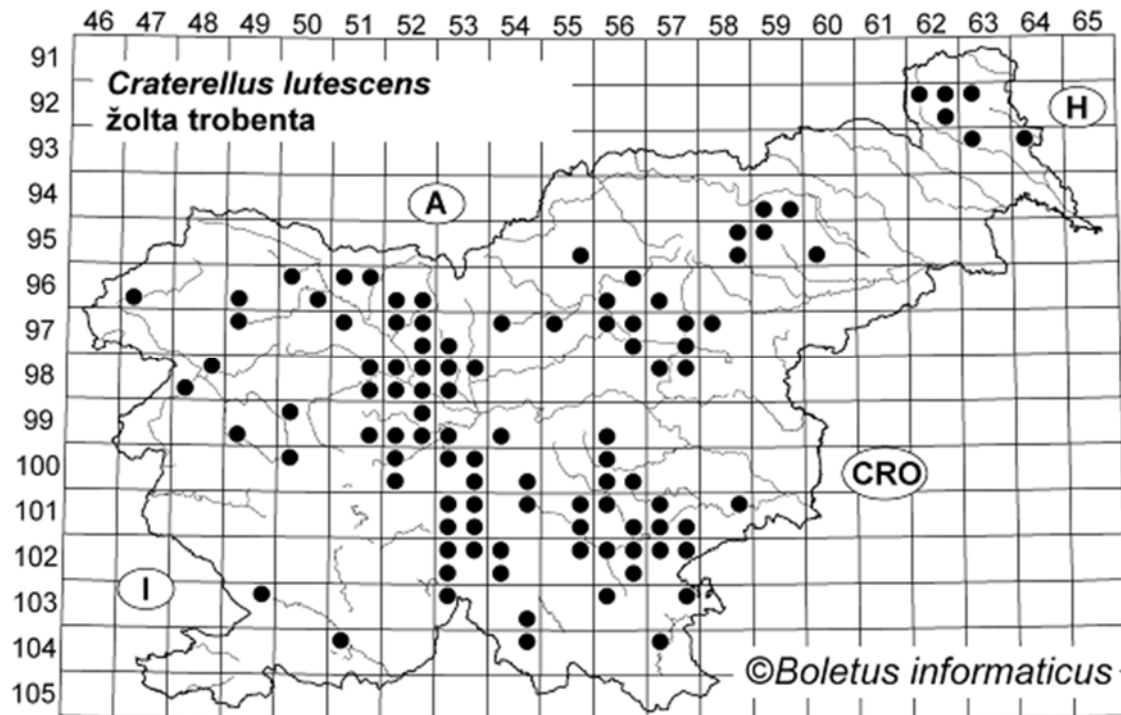 46 47 48 49 50 51 52 53 54 55 56 57 58 59 60 61 62 63 64 65
91
Craterellus lutescens
92
H
žolta trobenta
93
94
A
95
96
97
98
99
100
CRO
101
102
I
103
104
©Boletus informaticus
105